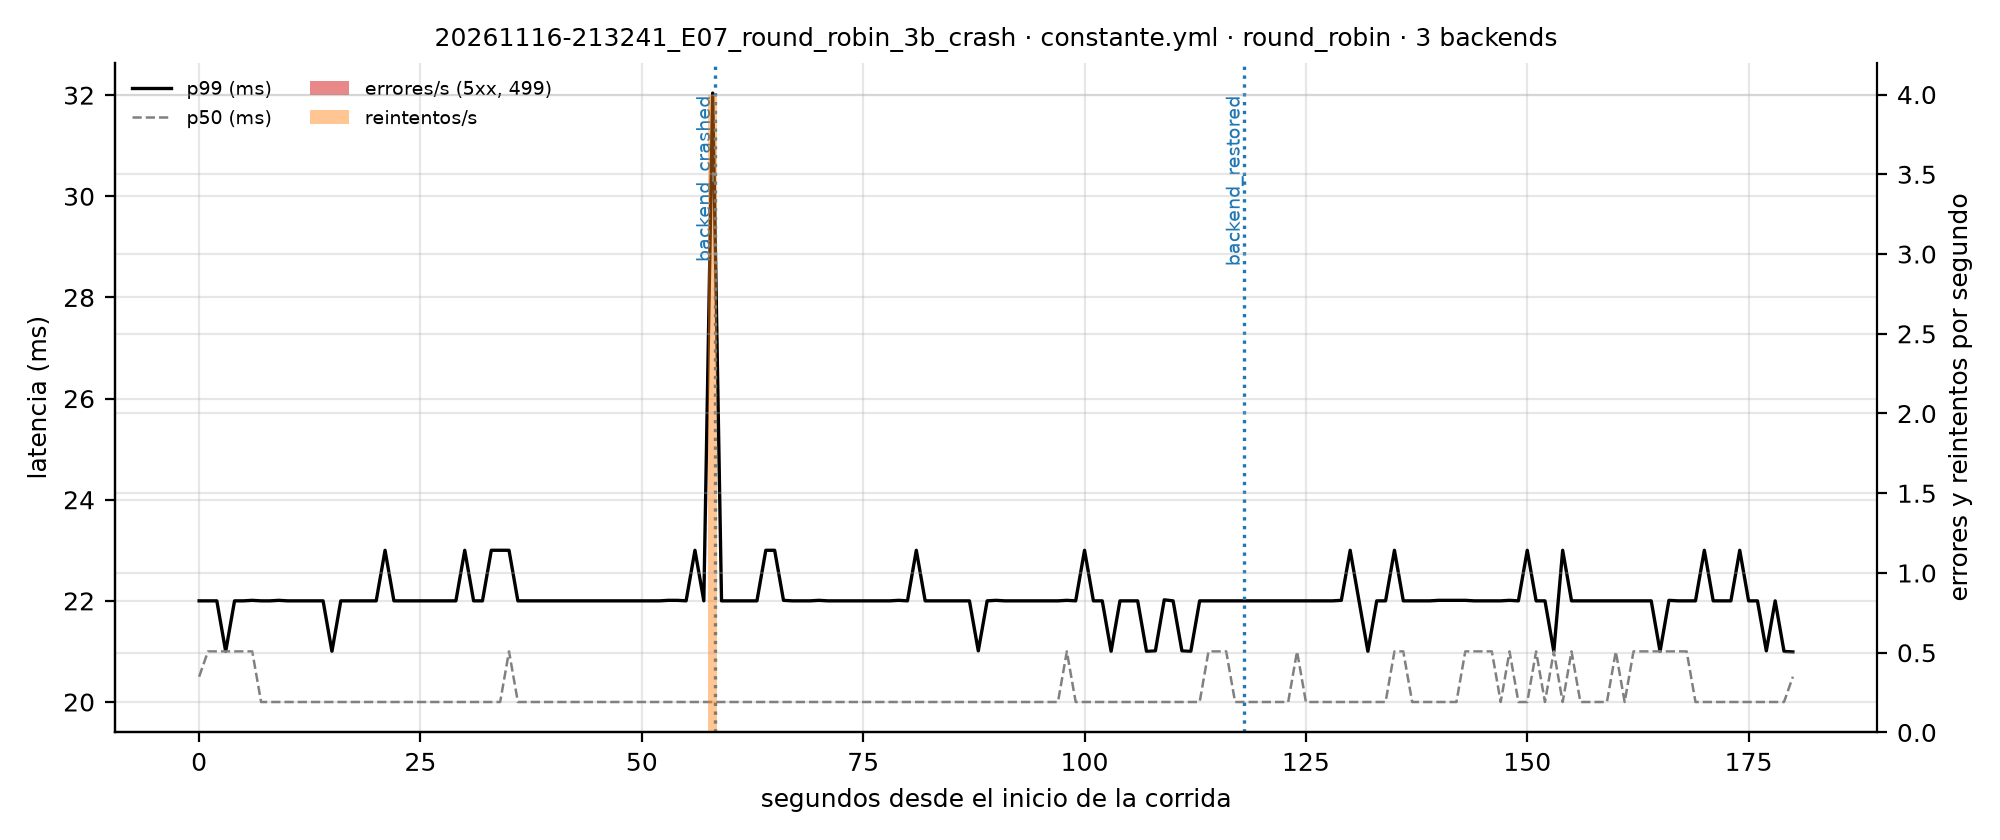 20261116-213241_E07_round_robin_3b_crash · constante.yml · round_robin · 3 backends
p99 (ms)
p50 (ms)
errores/s (5xx, 499)
reintentos/s
backend_crashed
backend_restored
latencia (ms)
32
30
28
26
24
22
20
4.0
3.5
3.0
2.5
2.0
1.5
1.0
0.5
0.0
errores y reintentos por segundo
0
25
50
75
100
125
150
175
segundos desde el inicio de la corrida